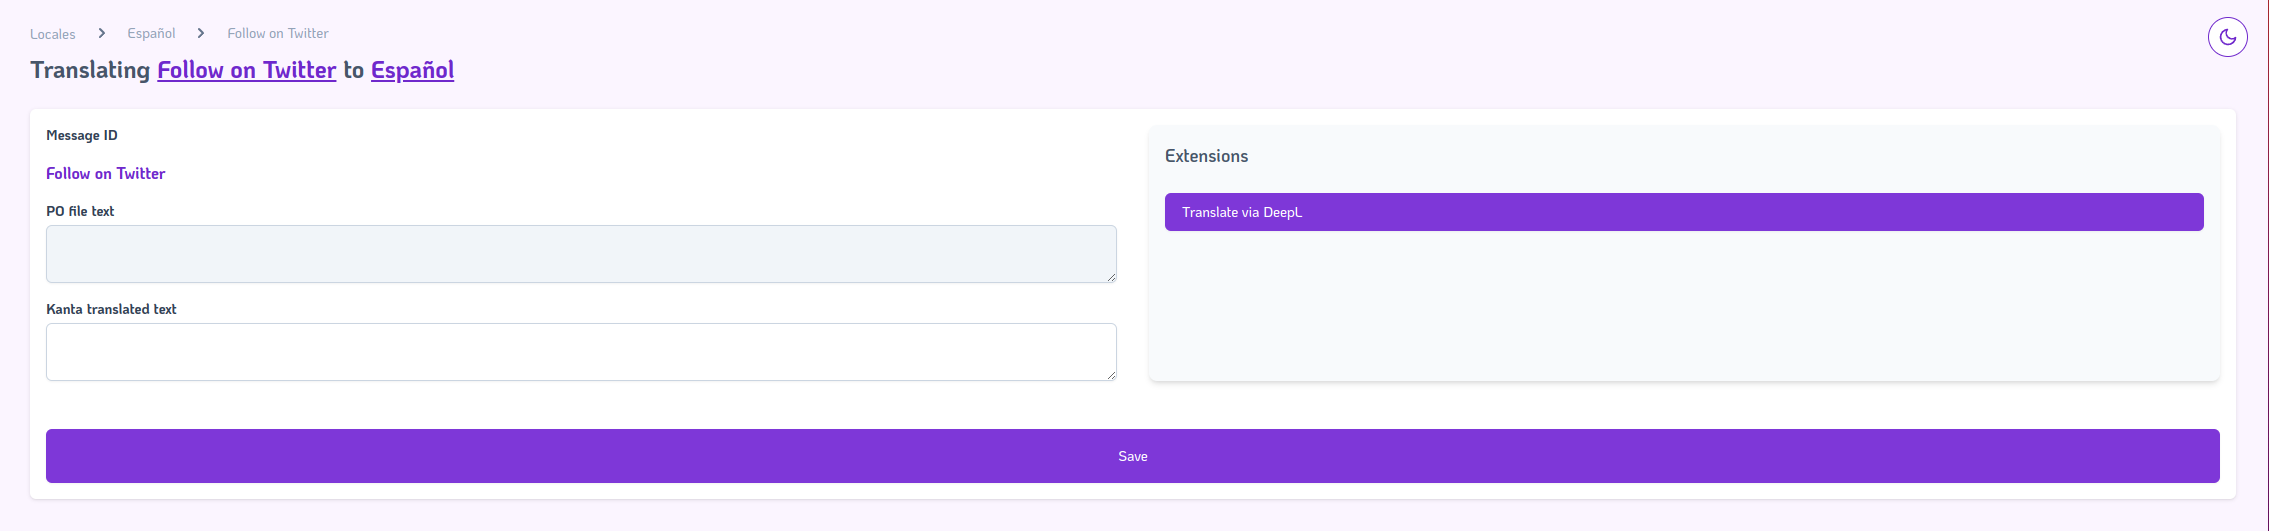 Locales Español Follow on Twitter
Translating Follow on Twitter to Español
Message ID
Follow on Twitter
PO file text
Kanta translated text
Extensions
Translate via DeepL
Save